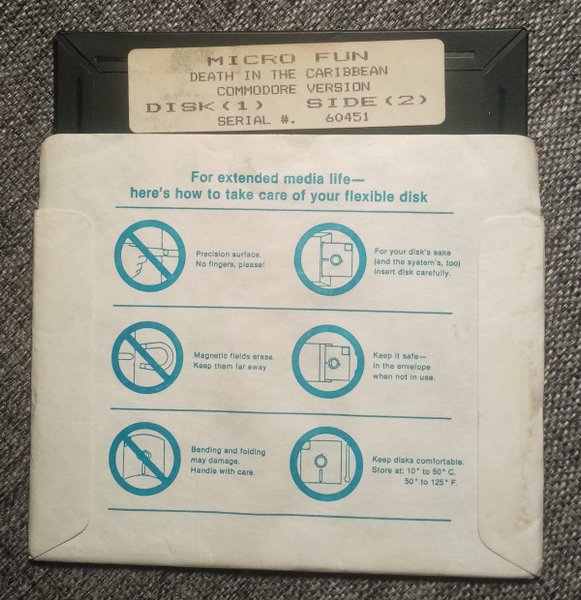 MICRO FUN
DEATH IN THE CARIBBEAN
COMMODORE VERSION
DISK(1) SIDE(2)
SERIAL #. 60451
For extended media life—
here's how to take care of your flexible disk
Precision surface.
No fingers, please!
For your disk's sake
(and the system's, too)
insert disk carefully.
Magnetic fields erase.
Keep them far away
Keep it safe—
in the envelope
when not in use.
Bending and folding
may damage.
Handle with care.
Keep disks comfortable.
Store at: 10° to 50° C.
50° to 125° F.